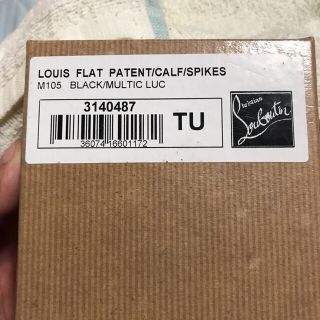 LOUIS FLAT PATENT/CALF/SPIKES
M105 BLACK/MULTIC LUC
3140487
TU
36074 16601172
Christian
Louboutin